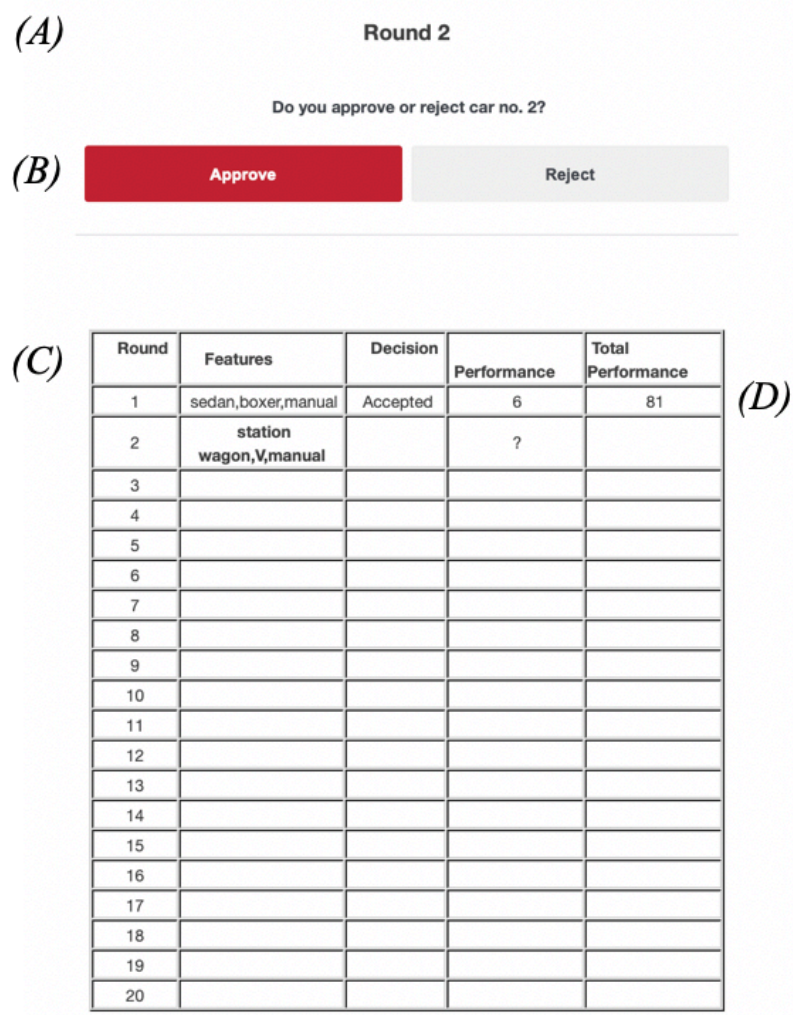 (A)
Round 2
Do you approve or reject car no. 2?
(B)
Approve Reject
(C)
Round Features Decision Performance Total Performance
1 sedan,boxer,manual Accepted 6 81
(D)
2 station wagon,V,manual ?
3
4
5
6
7
8
9
10
11
12
13
14
15
16
17
18
19
20